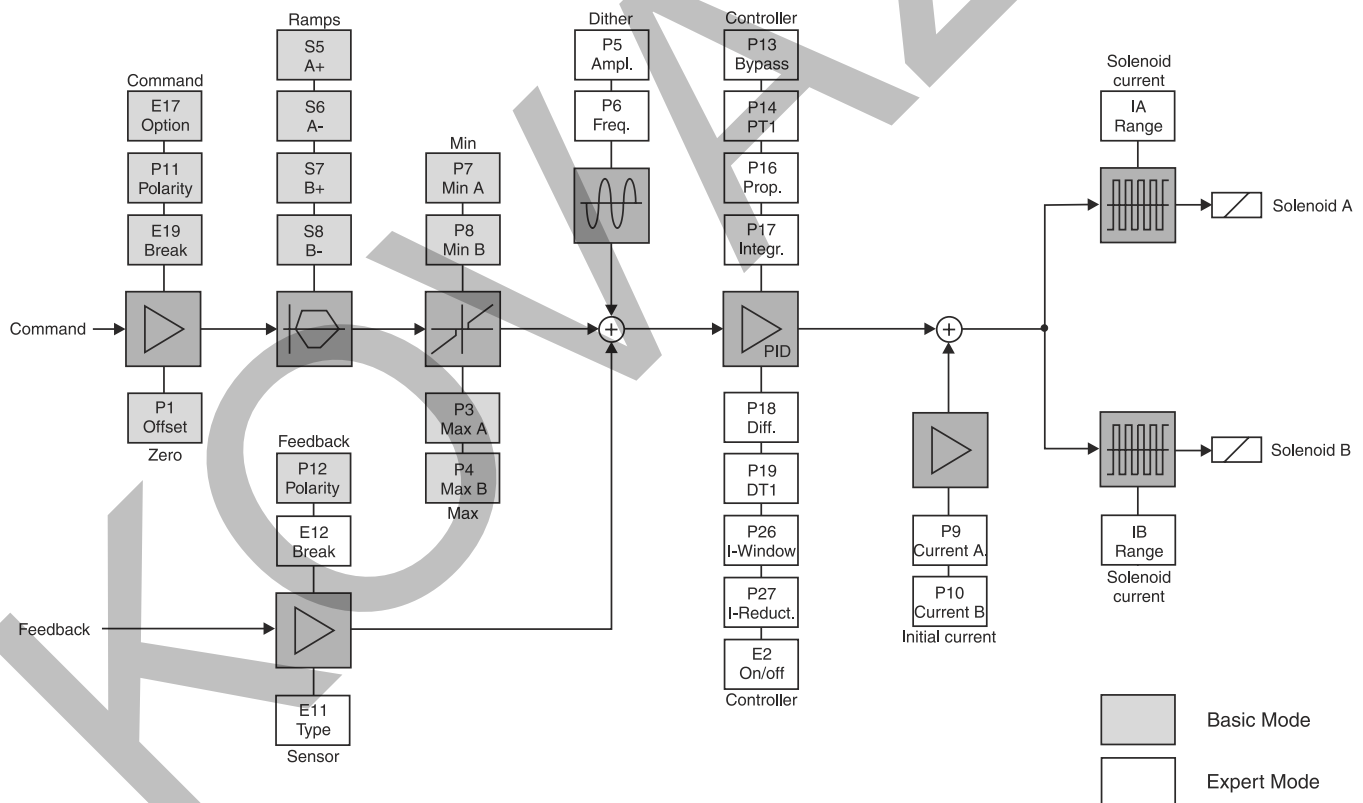 Ramps
S5
A+
S6
A-
S7
B+
S8
B-
Command
E17
Option
P11
Polarity
E19
Break
Command
P1
Offset
Zero
Min
P7
Min A
P8
Min B
P3
Max A
P4
Max B
Max
Feedback
P12
Polarity
E12
Break
Feedback
E11
Type
Sensor
Dither
P5
Ampl.
P6
Freq.
Controller
P13
Bypass
P14
PT1
P16
Prop.
P17
Integr.
PID
P18
Diff.
P19
DT1
P26
I-Window
P27
I-Reduct.
E2
On/off
Controller
P9
Current A.
P10
Current B
Initial current
Solenoid
current
IA
Range
Solenoid A
Solenoid B
IB
Range
Solenoid
current
Basic Mode
Expert Mode